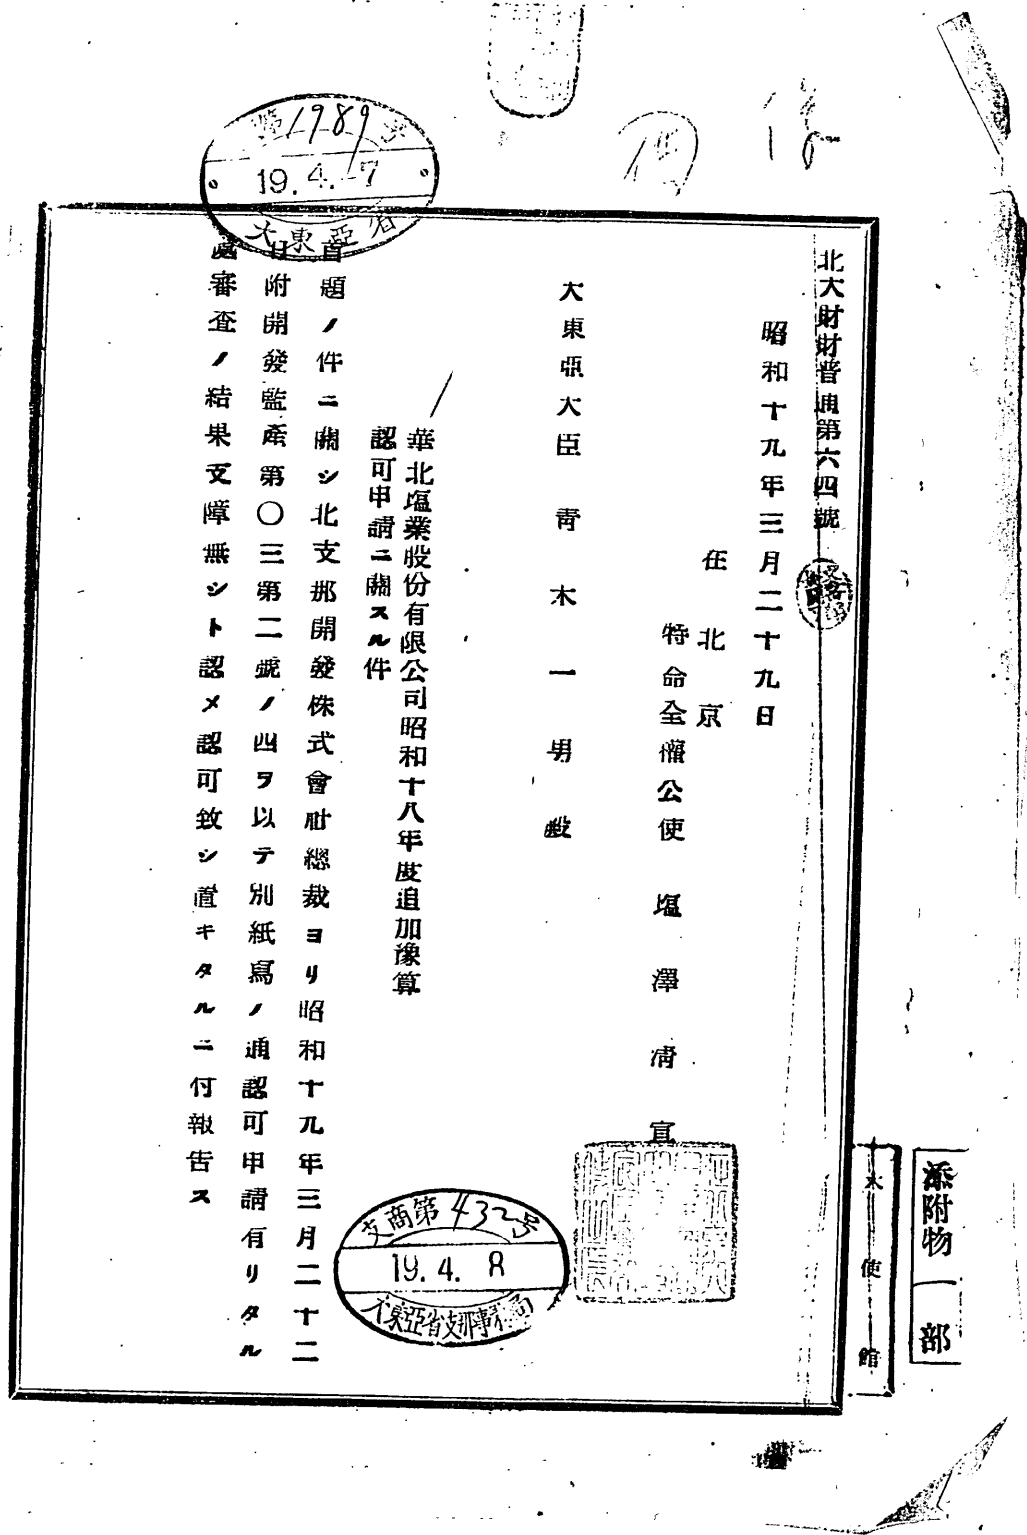 北大財財普通第六四號
昭和十九年三月二十九日
在北京
特命全權公使 塩澤淸宣
大東亞大臣 靑木一男殿
華北塩業股份有限公司昭和十八年度追加豫算
認可申請ニ關スル件
首題ノ件ニ關シ北支那開發株式會社總裁ヨリ昭和十九年三月二十二
日附開發監產第〇三第二號ノ四ヲ以テ別紙寫ノ通認可申請有リタル
處審査ノ結果支障無シト認メ認可致シ置キタルニ付報告ス
第1989号
19.4.-7
大東亞省
支商第432号
19.4.8
大東亞省支那事務局
添附物一部
大使館